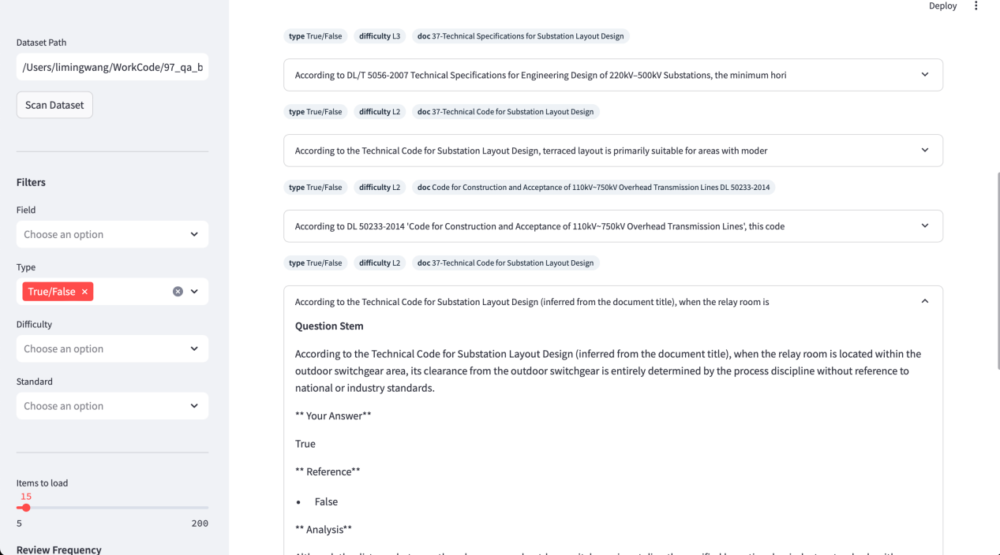 Deploy
Dataset Path
/Users/limingwang/WorkCode/97_qa_b
Scan Dataset
Filters
Field
Choose an option
Type
True/False ×
Difficulty
Choose an option
Standard
Choose an option
Items to load
15
5 200
Review Frequency
type True/False difficulty L3 doc 37-Technical Specifications for Substation Layout Design
According to DL/T 5056-2007 Technical Specifications for Engineering Design of 220kV–500kV Substations, the minimum hori
type True/False difficulty L2 doc 37-Technical Code for Substation Layout Design
According to the Technical Code for Substation Layout Design, terraced layout is primarily suitable for areas with moder
type True/False difficulty L2 doc Code for Construction and Acceptance of 110kV~750kV Overhead Transmission Lines DL 50233-2014
According to DL 50233-2014 'Code for Construction and Acceptance of 110kV~750kV Overhead Transmission Lines', this code
type True/False difficulty L2 doc 37-Technical Code for Substation Layout Design
According to the Technical Code for Substation Layout Design (inferred from the document title), when the relay room is
Question Stem
According to the Technical Code for Substation Layout Design (inferred from the document title), when the relay room is located within the
outdoor switchgear area, its clearance from the outdoor switchgear is entirely determined by the process discipline without reference to
national or industry standards.
** Your Answer**
True
** Reference**
• False
** Analysis**